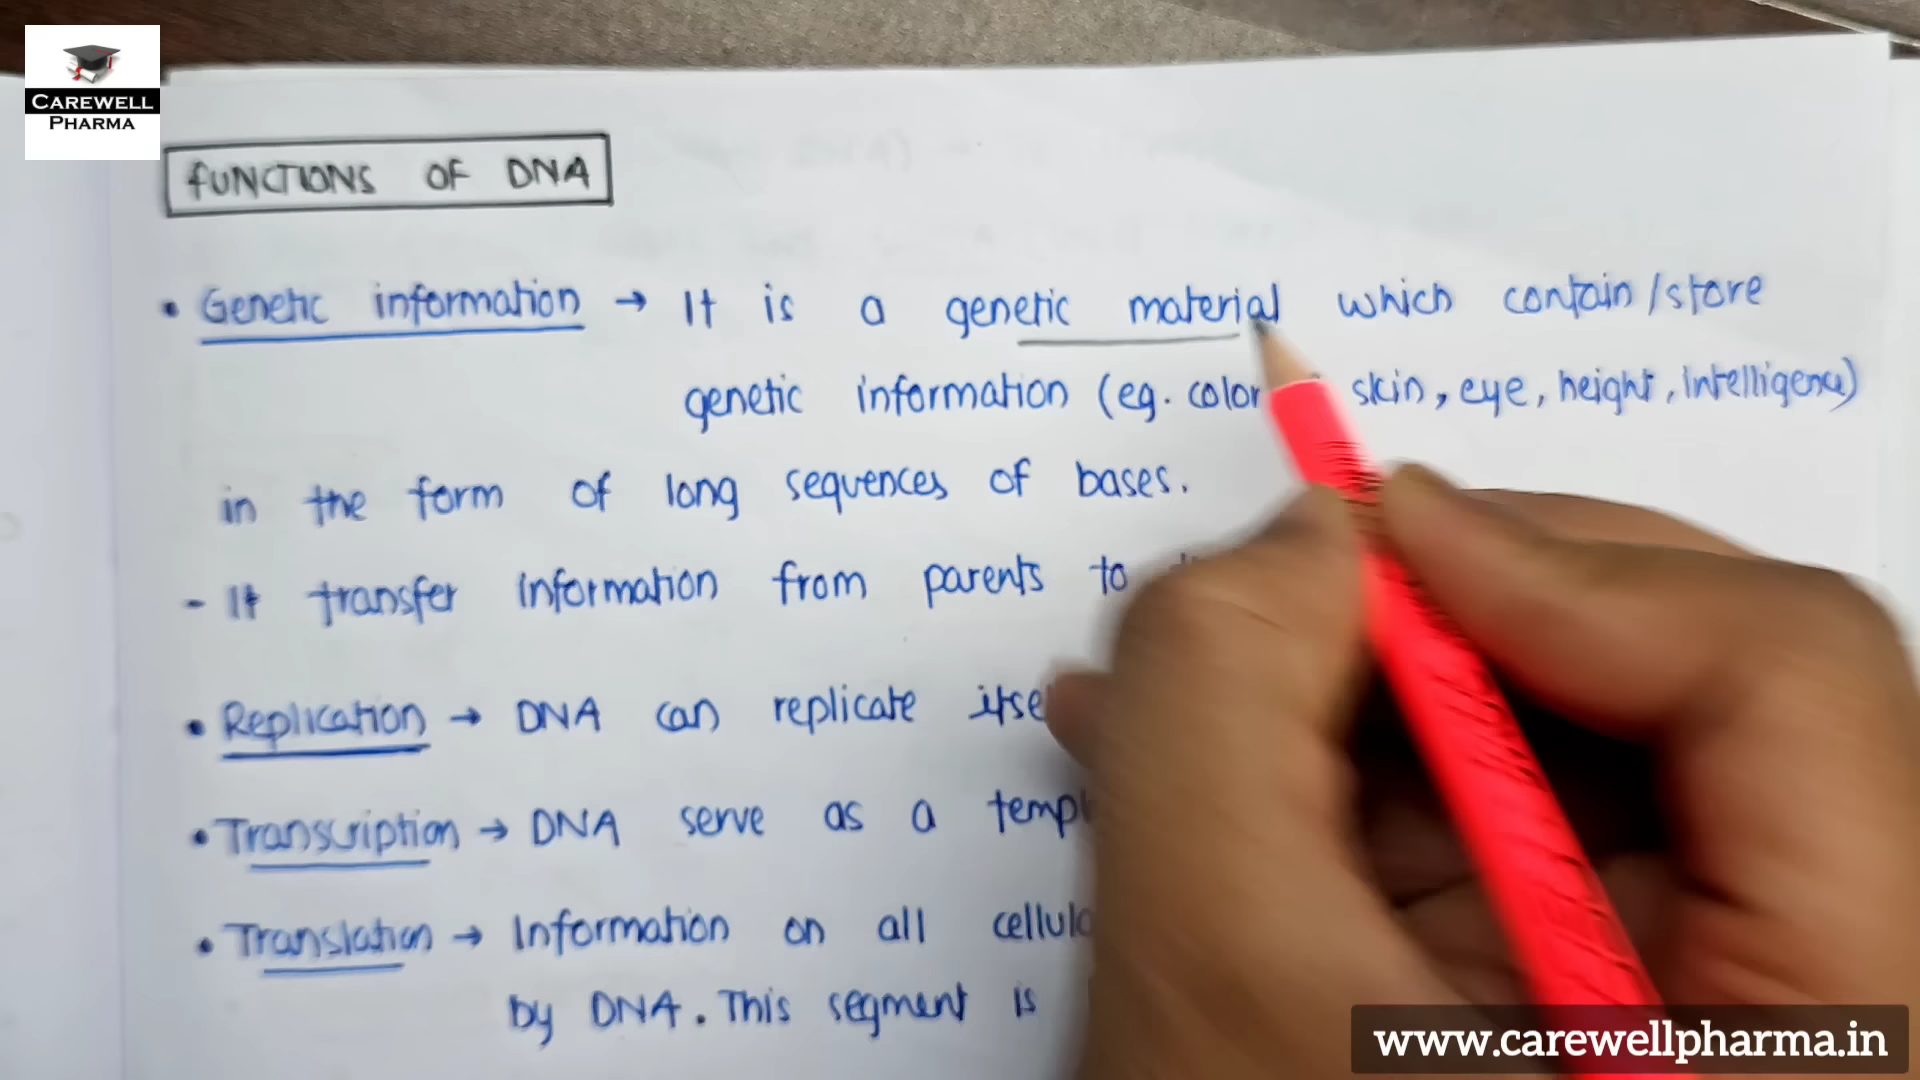 CAREWELL
PHARMA
FUNCTIONS OF DNA
• Genetic information → It is a genetic material which contain/store
genetic information (eg. color skin, eye, height, intelligence)
in the form of long sequences of bases.
- It transfer information from parents to
• Replication → DNA can replicate
• Transcription → DNA serve as a
• Translation → Information on all
by DNA. This segment is
www.carewellpharma.in